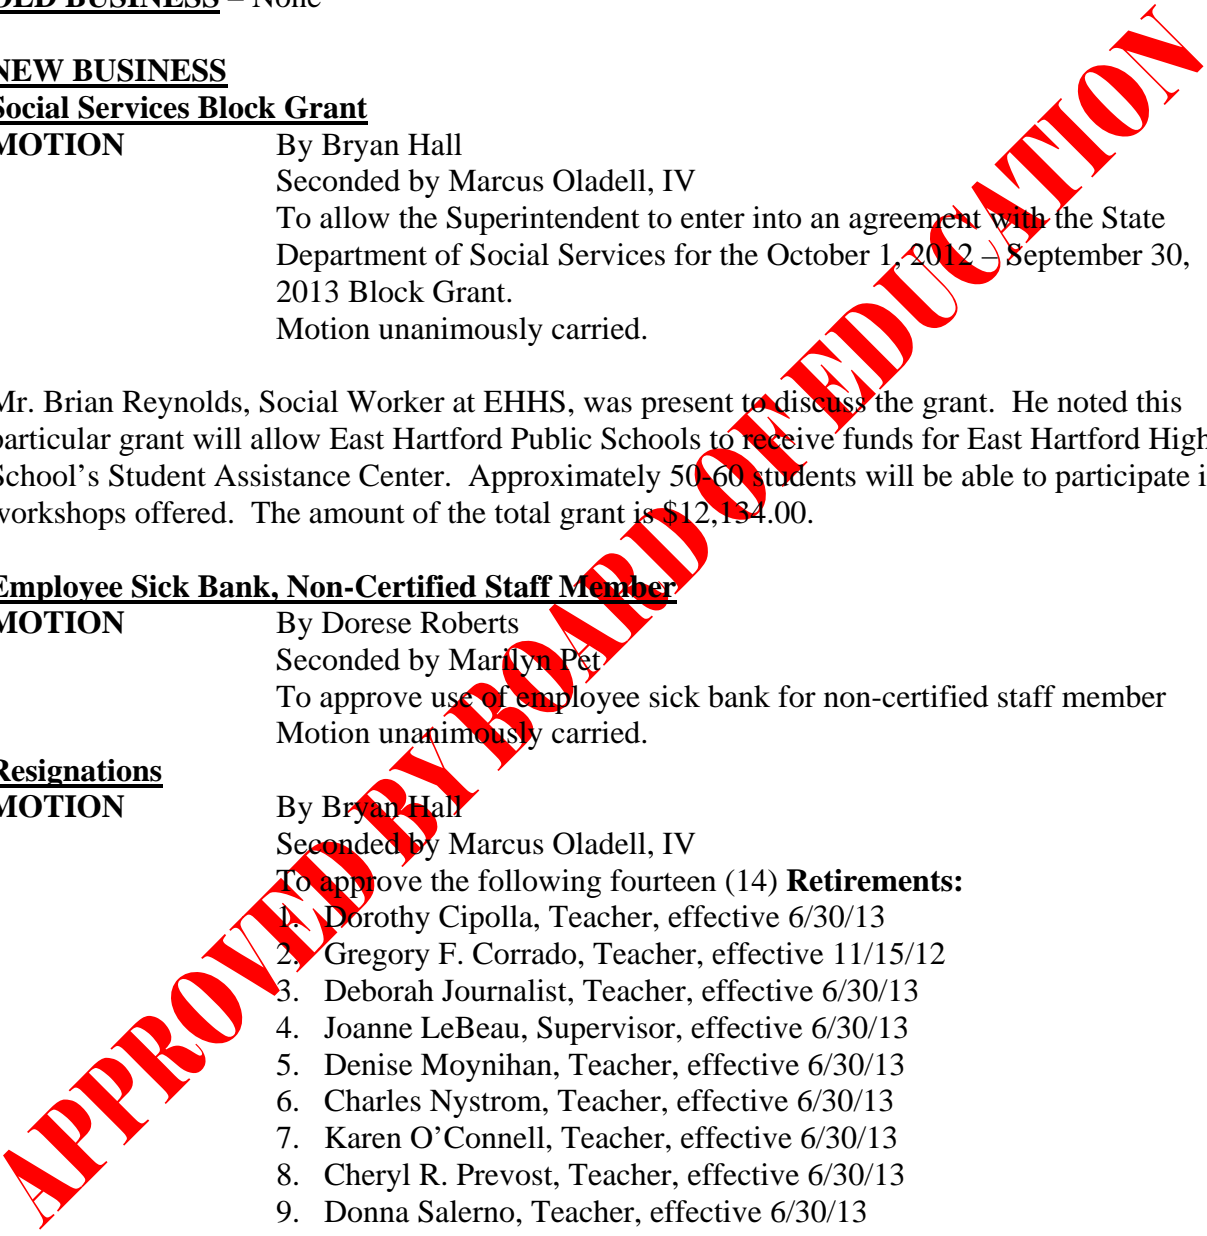 OLD BUSINESS – None
NEW BUSINESS
Social Services Block Grant
MOTION By Bryan Hall
Seconded by Marcus Oladell, IV
To allow the Superintendent to enter into an agreement with the State
Department of Social Services for the October 1, 2012 – September 30,
2013 Block Grant.
Motion unanimously carried.
Mr. Brian Reynolds, Social Worker at EHHS, was present to discuss the grant. He noted this
particular grant will allow East Hartford Public Schools to receive funds for East Hartford High
School’s Student Assistance Center. Approximately 50-60 students will be able to participate i
workshops offered. The amount of the total grant is $12,134.00.
Employee Sick Bank, Non-Certified Staff Member
MOTION By Dorese Roberts
Seconded by Marilyn Pet
To approve use of employee sick bank for non-certified staff member
Motion unanimously carried.
Resignations
MOTION By Bryan Hall
Seconded by Marcus Oladell, IV
To approve the following fourteen (14) Retirements:
1. Dorothy Cipolla, Teacher, effective 6/30/13
2. Gregory F. Corrado, Teacher, effective 11/15/12
3. Deborah Journalist, Teacher, effective 6/30/13
4. Joanne LeBeau, Supervisor, effective 6/30/13
5. Denise Moynihan, Teacher, effective 6/30/13
6. Charles Nystrom, Teacher, effective 6/30/13
7. Karen O’Connell, Teacher, effective 6/30/13
8. Cheryl R. Prevost, Teacher, effective 6/30/13
9. Donna Salerno, Teacher, effective 6/30/13
APPROVED BY BOARD OF EDUCATION